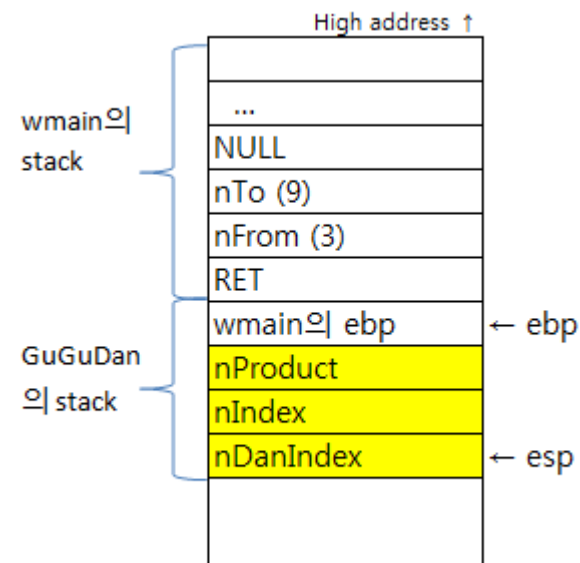 High address ↑
wmain의
stack
...
NULL
nTo (9)
nFrom (3)
RET
GuGuDan
의 stack
wmain의 ebp
← ebp
nProduct
nIndex
nDanIndex
← esp